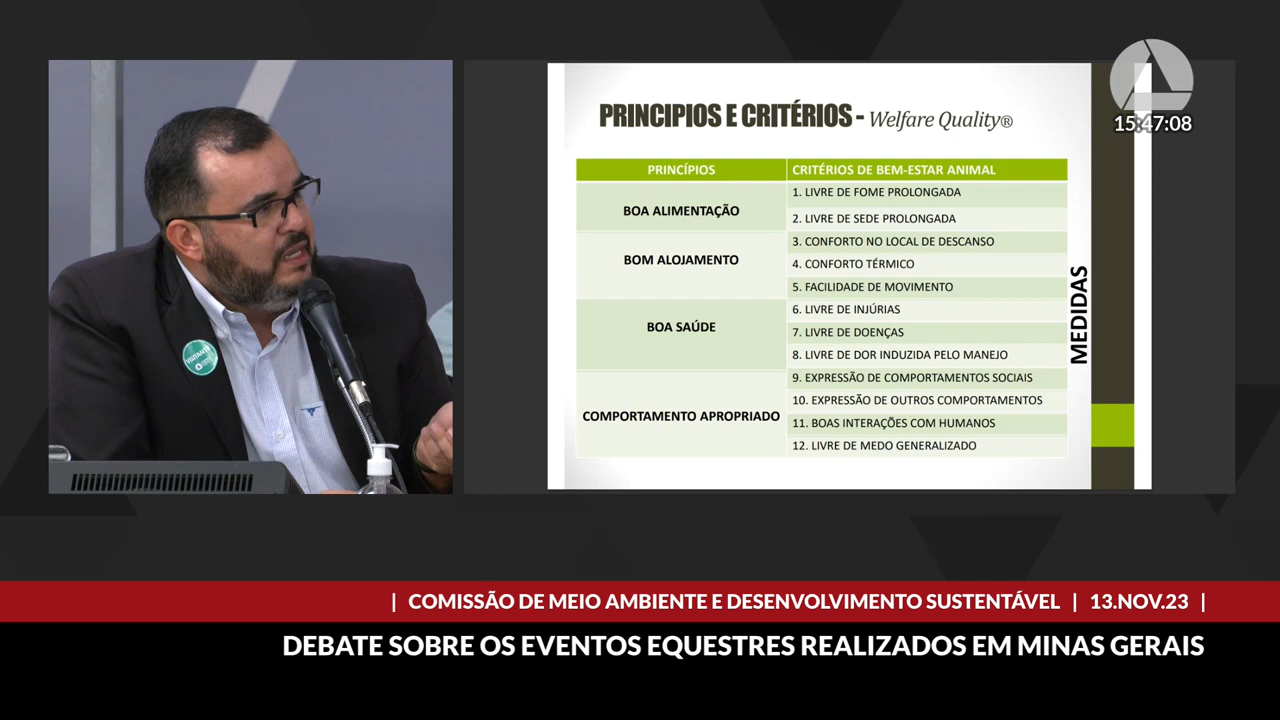 PRINCIPIOS E CRITÉRIOS - Welfare Quality®
15:47:08
PRINCÍPIOS
CRITÉRIOS DE BEM-ESTAR ANIMAL
BOA ALIMENTAÇÃO
1. LIVRE DE FOME PROLONGADA
2. LIVRE DE SEDE PROLONGADA
BOM ALOJAMENTO
3. CONFORTO NO LOCAL DE DESCANSO
4. CONFORTO TÉRMICO
5. FACILIDADE DE MOVIMENTO
BOA SAÚDE
6. LIVRE DE INJÚRIAS
7. LIVRE DE DOENÇAS
8. LIVRE DE DOR INDUZIDA PELO MANEJO
COMPORTAMENTO APROPRIADO
9. EXPRESSÃO DE COMPORTAMENTOS SOCIAIS
10. EXPRESSÃO DE OUTROS COMPORTAMENTOS
11. BOAS INTERAÇÕES COM HUMANOS
12. LIVRE DE MEDO GENERALIZADO
MEDIDAS
VISITANTE
| COMISSÃO DE MEIO AMBIENTE E DESENVOLVIMENTO SUSTENTÁVEL | 13.NOV.23 |
DEBATE SOBRE OS EVENTOS EQUESTRES REALIZADOS EM MINAS GERAIS